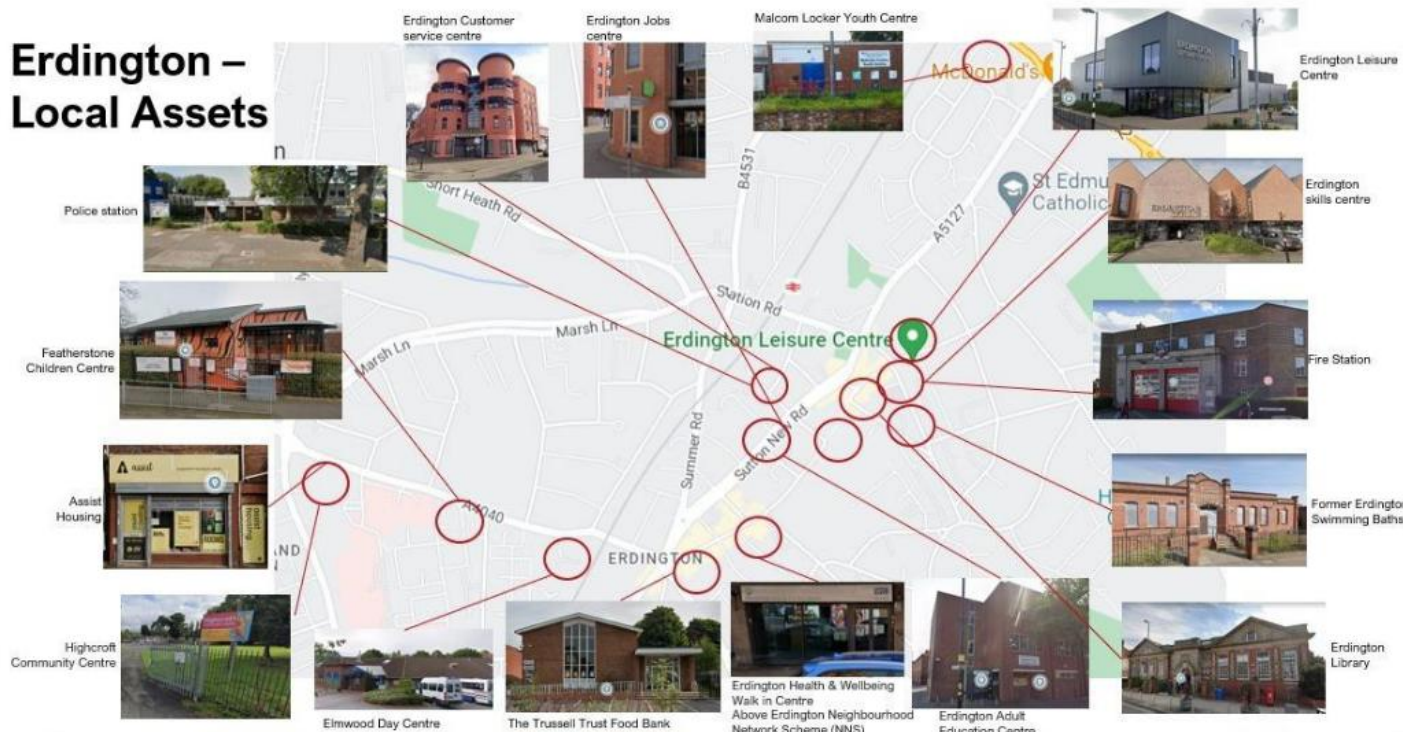 Erdington –
Local Assets
Erdington Customer
service centre
Erdington Jobs
centre
Malcom Locker Youth Centre
Erdington Leisure
Centre
McDonald's
Police station
Short Heath Rd
B4531
A5127
St Edmu
Catholic
Erdington
skills centre
Station Rd
Marsh Ln
Marsh Ln
Erdington Leisure Centre
Featherstone
Children Centre
Fire Station
Summer Rd
Sutton New Rd
Assist
Housing
assist
A4040
Former Erdington
Swimming Baths
AND
ERDINGTON
Highcroft
Community Centre
Erdington
Library
Elmwood Day Centre
The Trussell Trust Food Bank
Erdington Health & Wellbeing
Walk in Centre
Above Erdington Neighbourhood
Network Scheme (NNS)
Erdington Adult
Education Centre